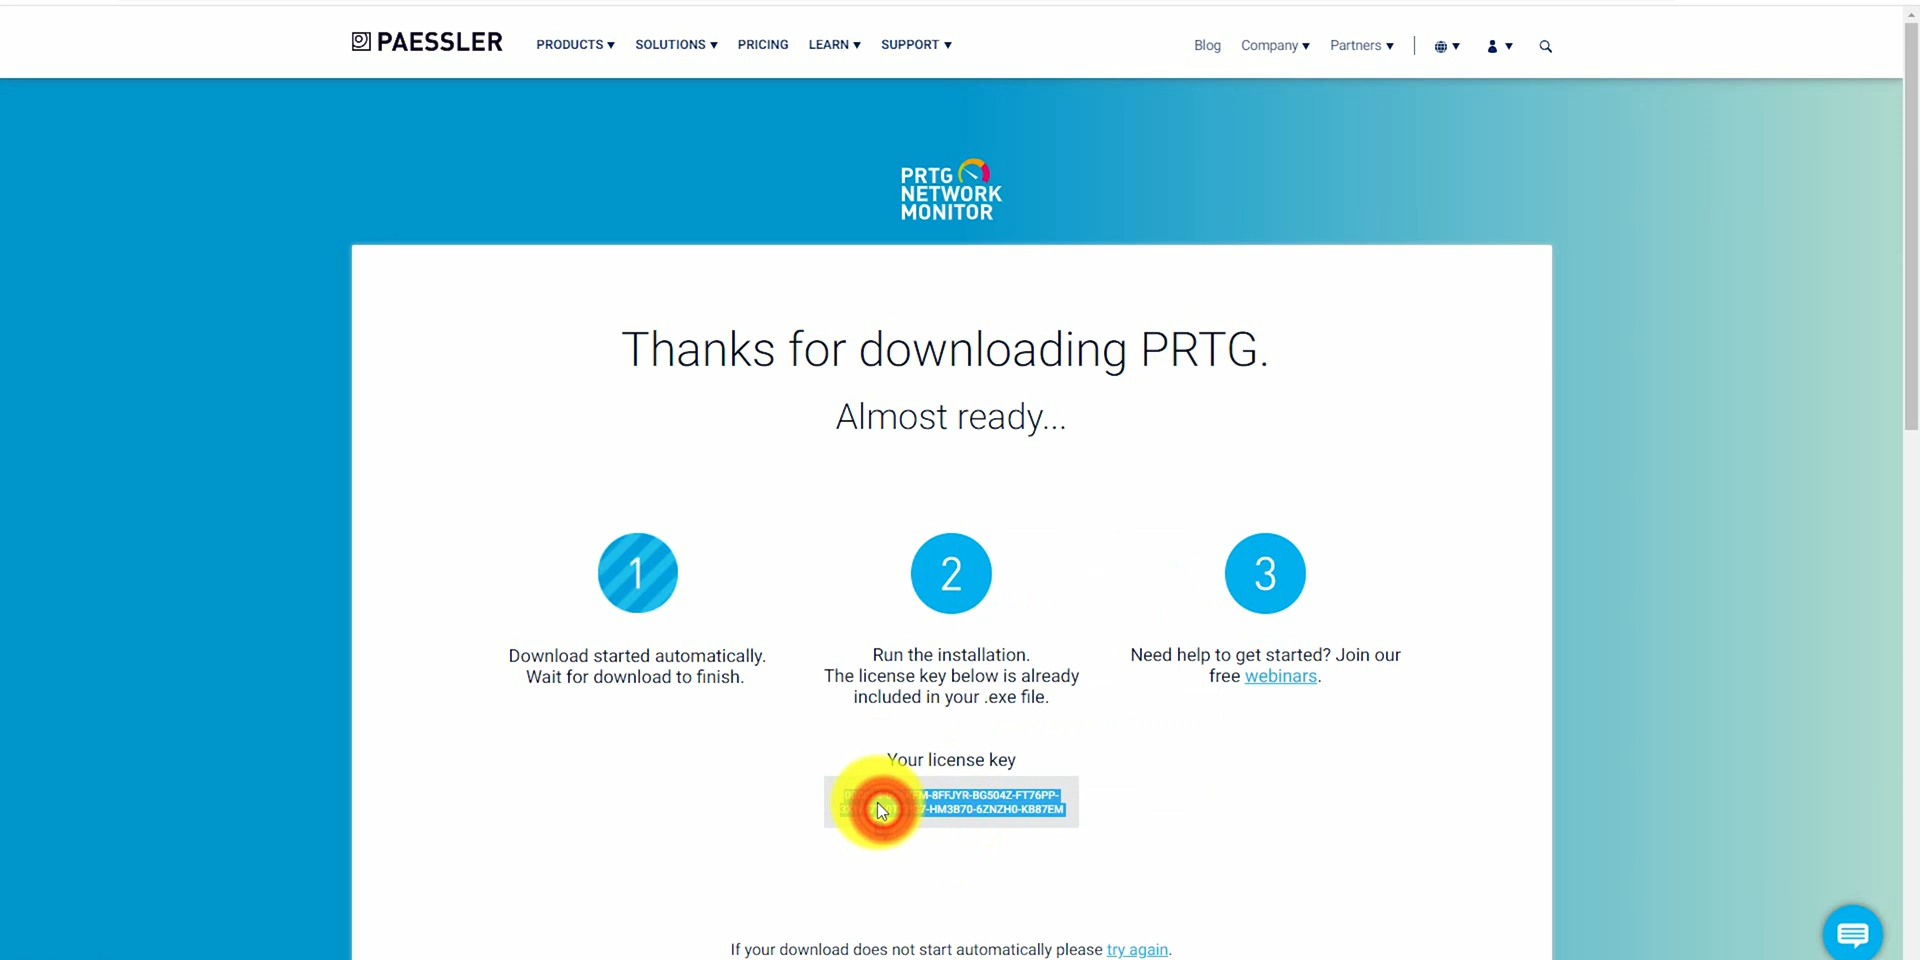 PAESSLER PRODUCTS SOLUTIONS PRICING LEARN SUPPORT Blog Company Partners
PRTG
NETWORK
MONITOR
Thanks for downloading PRTG.
Almost ready...
1 2 3
Download started automatically.
Wait for download to finish.
Run the installation.
The license key below is already
included in your .exe file.
Need help to get started? Join our
free webinars.
Your license key
-8FFJYR-BG504Z-FT76PP-
-HM3B70-6ZNZH0-KB87EM
If your download does not start automatically please try again.